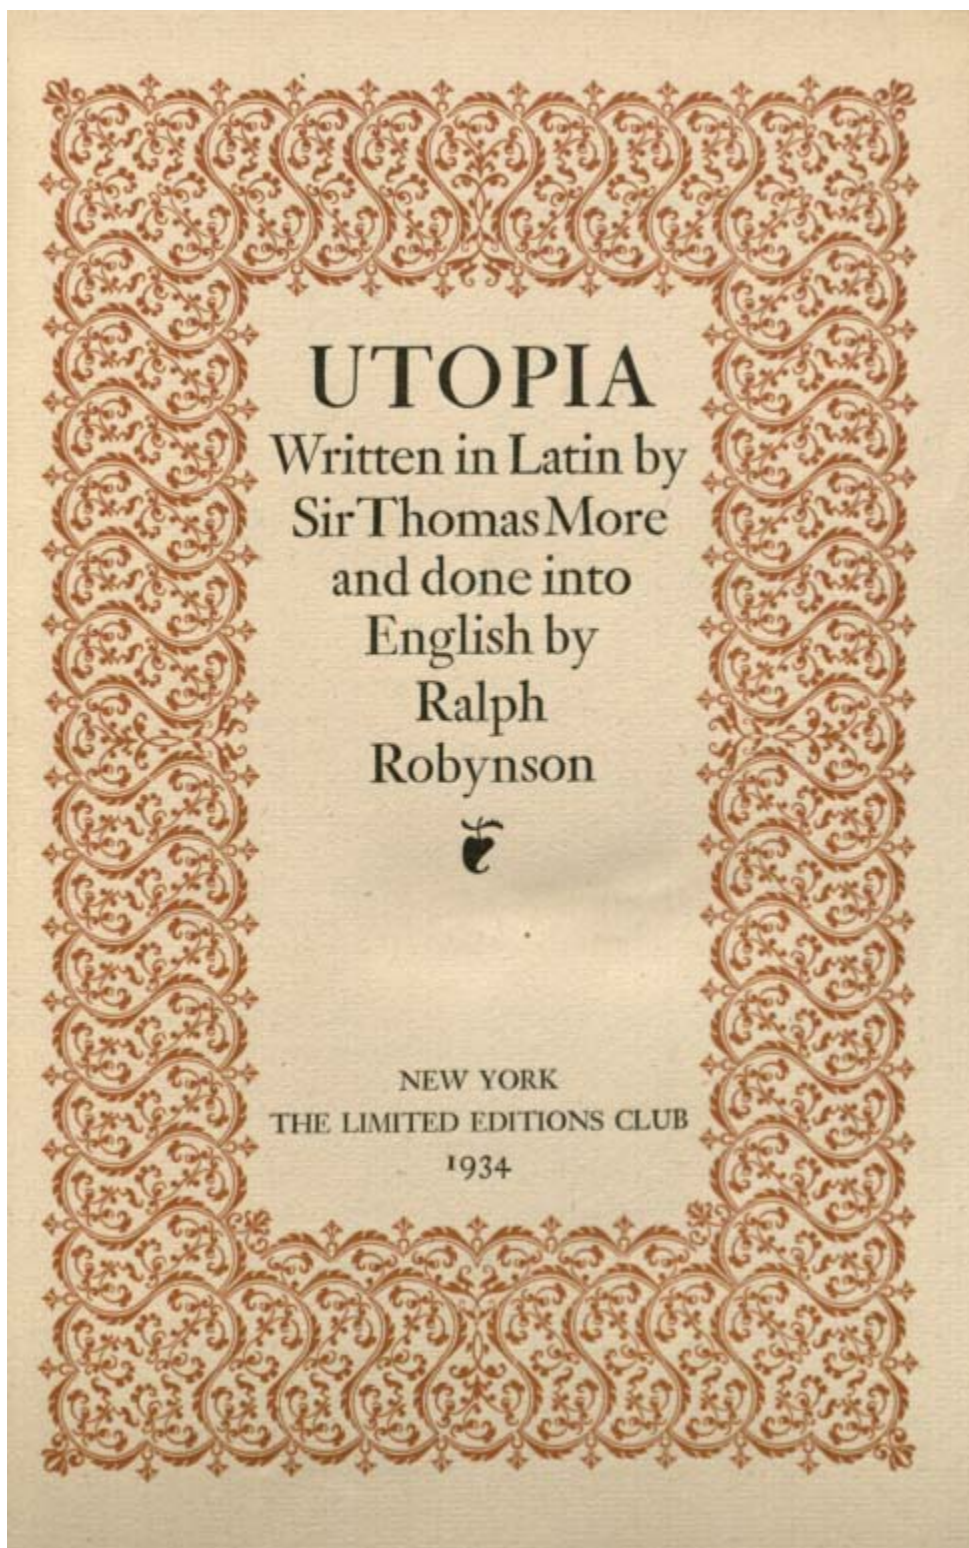 UTOPIA
Written in Latin by
Sir Thomas More
and done into
English by
Ralph
Robynson
NEW YORK
THE LIMITED EDITIONS CLUB
1934